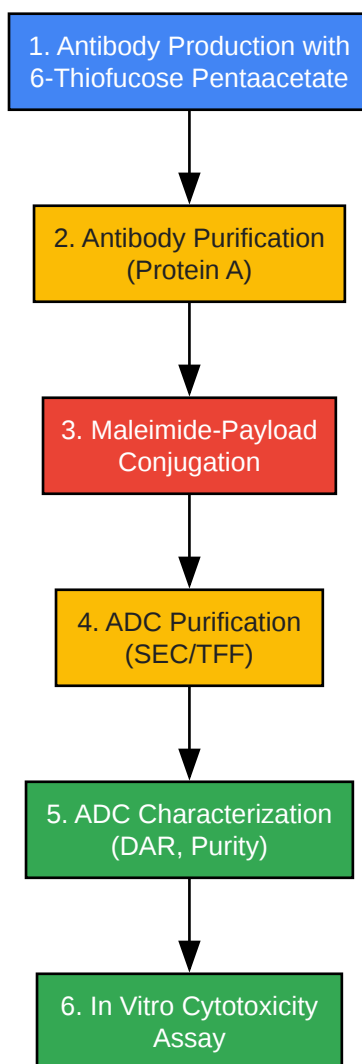 1. Antibody Production with
6-Thiofucose Pentaacetate
2. Antibody Purification
(Protein A)
3. Maleimide-Payload
Conjugation
4. ADC Purification
(SEC/TFF)
5. ADC Characterization
(DAR, Purity)
6. In Vitro Cytotoxicity
Assay